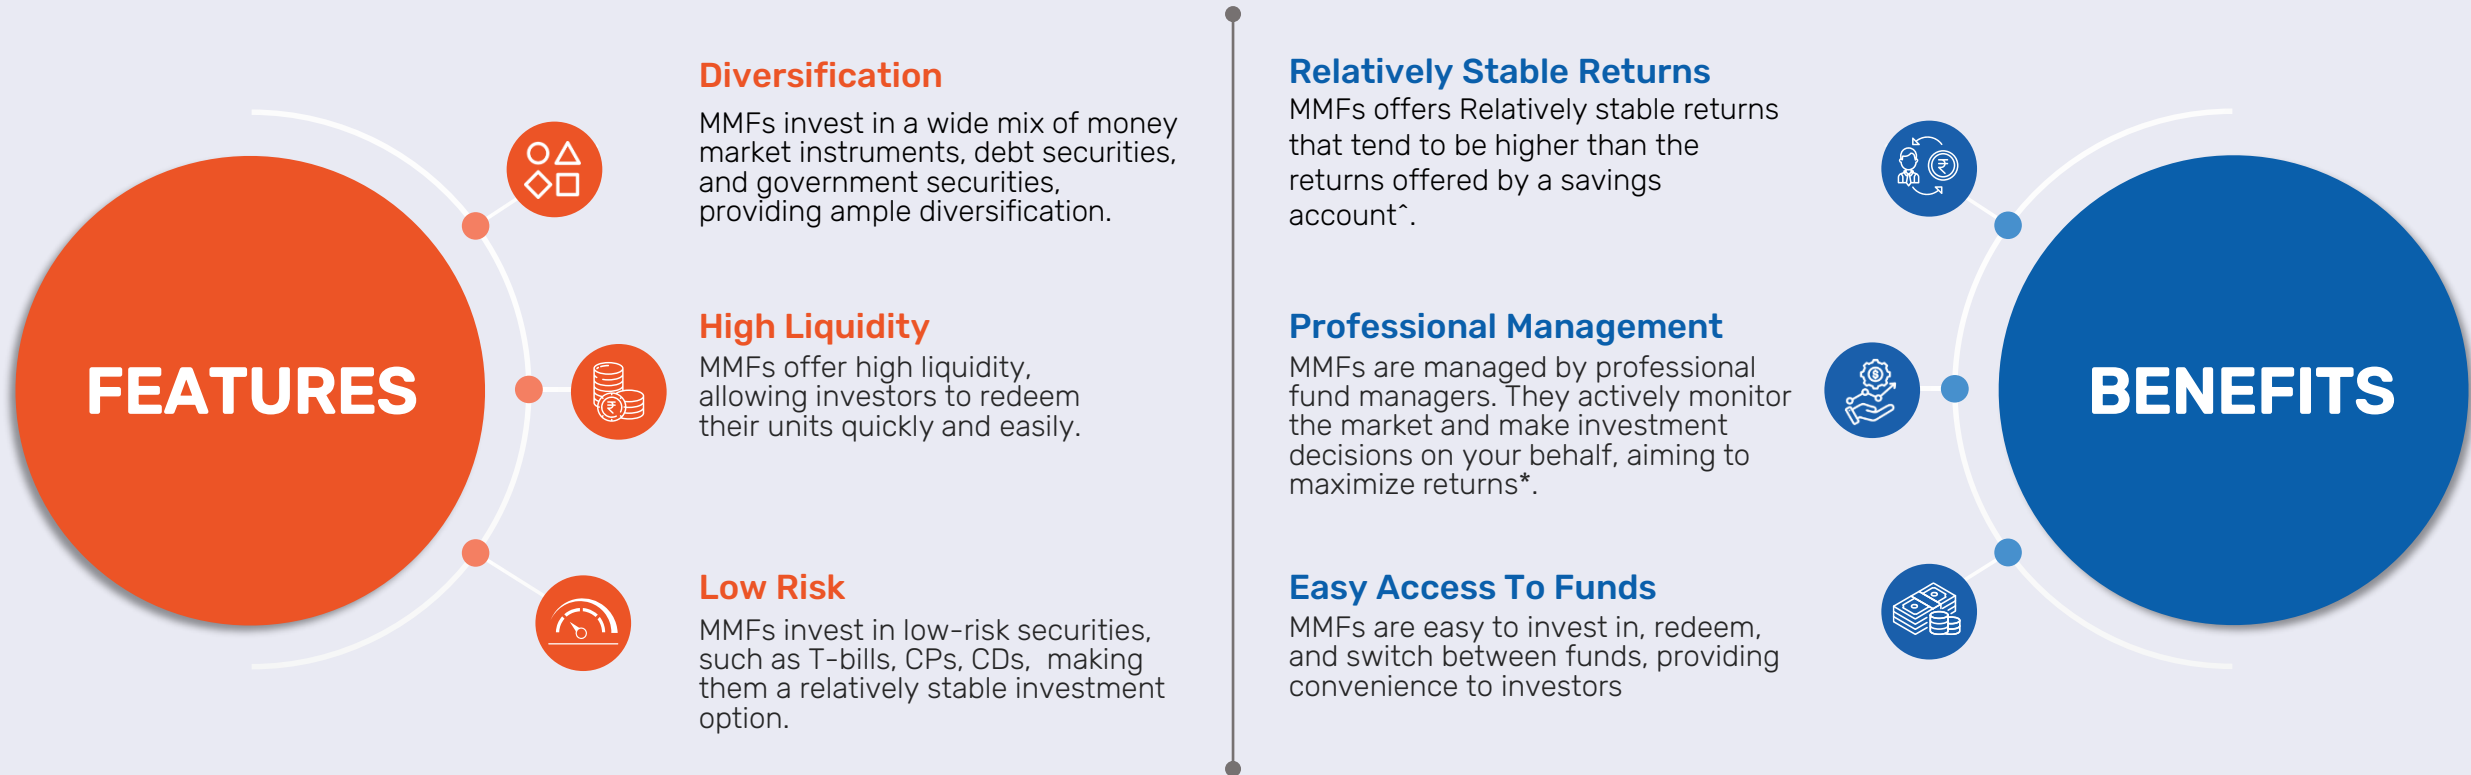 FEATURES
Diversification
MMFs invest in a wide mix of money
market instruments, debt securities,
and government securities,
providing ample diversification.
High Liquidity
MMFs offer high liquidity,
allowing investors to redeem
their units quickly and easily.
Low Risk
MMFs invest in low-risk securities,
such as T-bills, CPs, CDs,  making
them a relatively stable investment
option.
Relatively Stable Returns
MMFs offers Relatively stable returns
that tend to be higher than the
returns offered by a savings
accountˆ.
Professional Management
MMFs are managed by professional
fund managers. They actively monitor
the market and make investment
decisions on your behalf, aiming to
maximize returns*.
Easy Access To Funds
MMFs are easy to invest in, redeem,
and switch between funds, providing
convenience to investors
BENEFITS